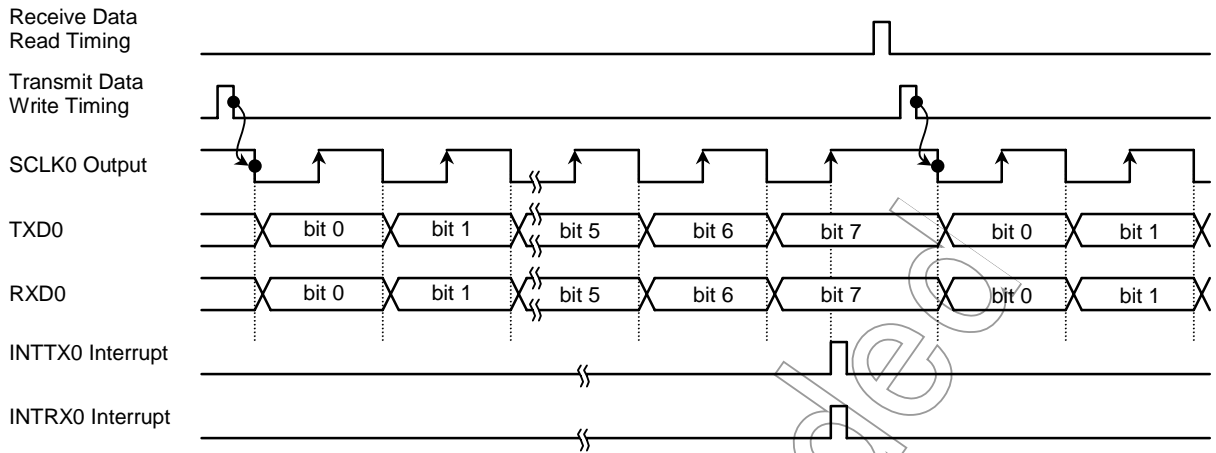 Receive Data
Read Timing
Transmit Data
Write Timing
SCLK0 Output
TXD0
bit 0 bit 1 bit 5 bit 6 bit 7 bit 0 bit 1
RXD0
bit 0 bit 1 bit 5 bit 6 bit 7 bit 0 bit 1
INTTX0 Interrupt
INTRX0 Interrupt
ded